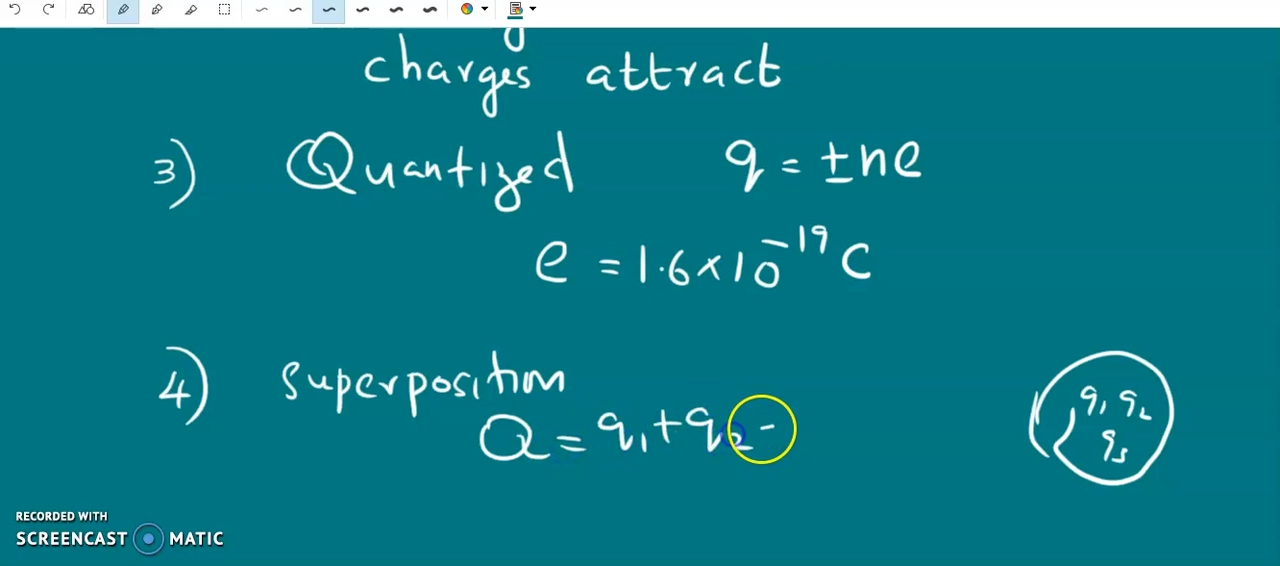 charges attract
3) Quantized q = ±ne
e = 1.6 × 10⁻¹⁹ C
4) Superposition
Q = q₁ + q₂ -
q₁ q₂
q₃
RECORDED WITH
SCREENCAST MATIC